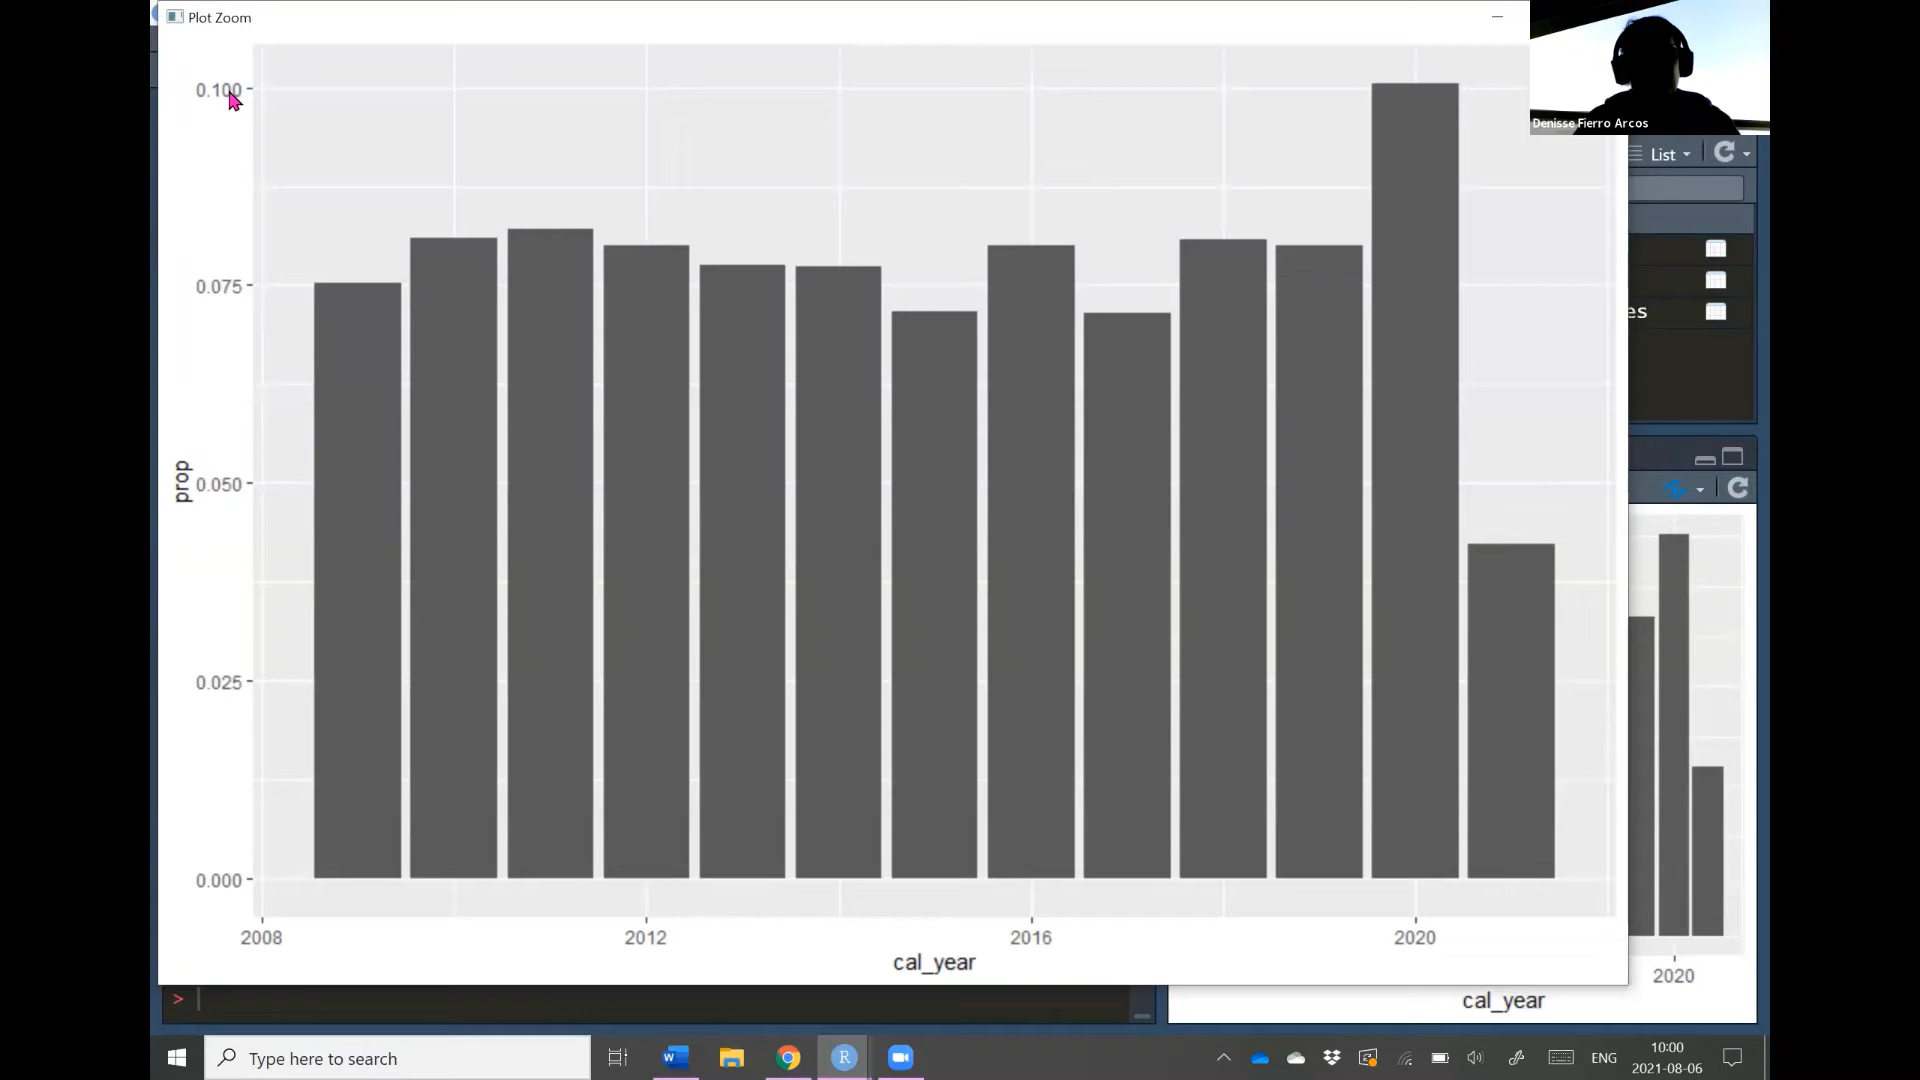 Plot Zoom
Denisse Fierro Arcos
List
es
0.100
0.075
0.050
0.025
0.000
prop
2008
2012
2016
2020
cal_year
2020
cal_year
>
Type here to search
W
R
ENG
10:00
2021-08-06